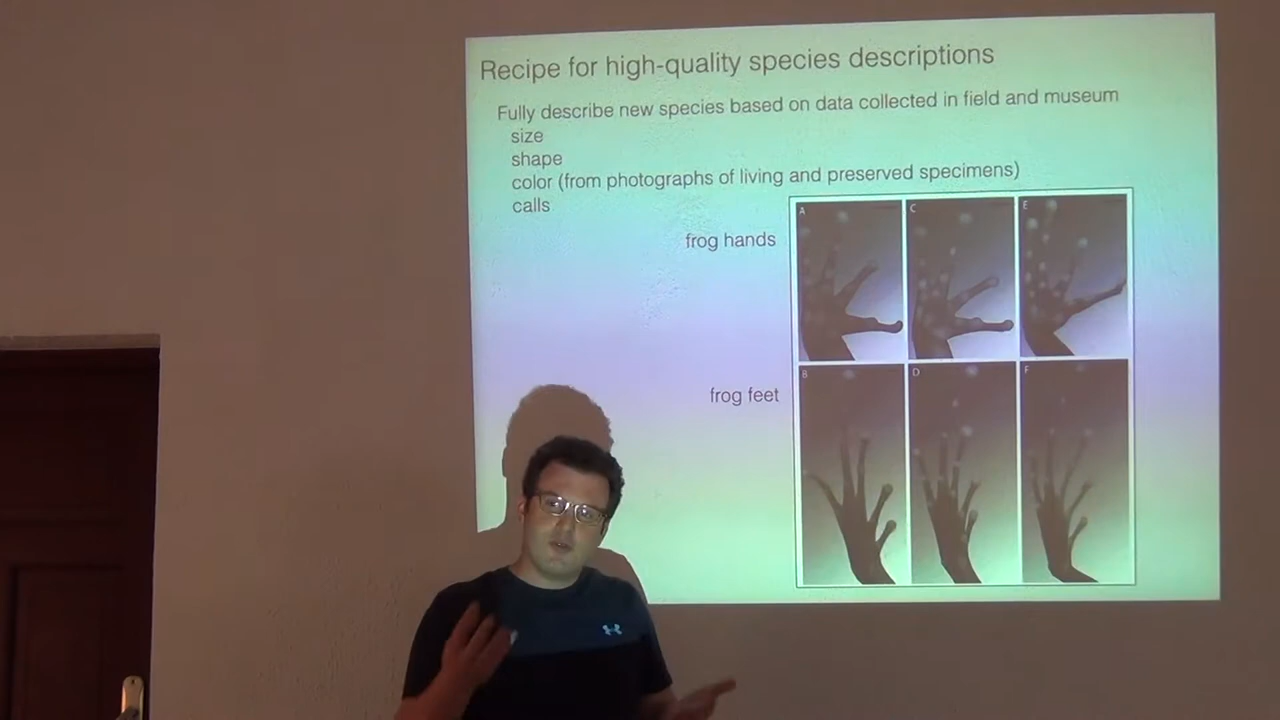 Recipe for high-quality species descriptions
Fully describe new species based on data collected in field and museum
size
shape
color (from photographs of living and preserved specimens)
calls
frog hands
A
C
E
frog feet
B
D
F